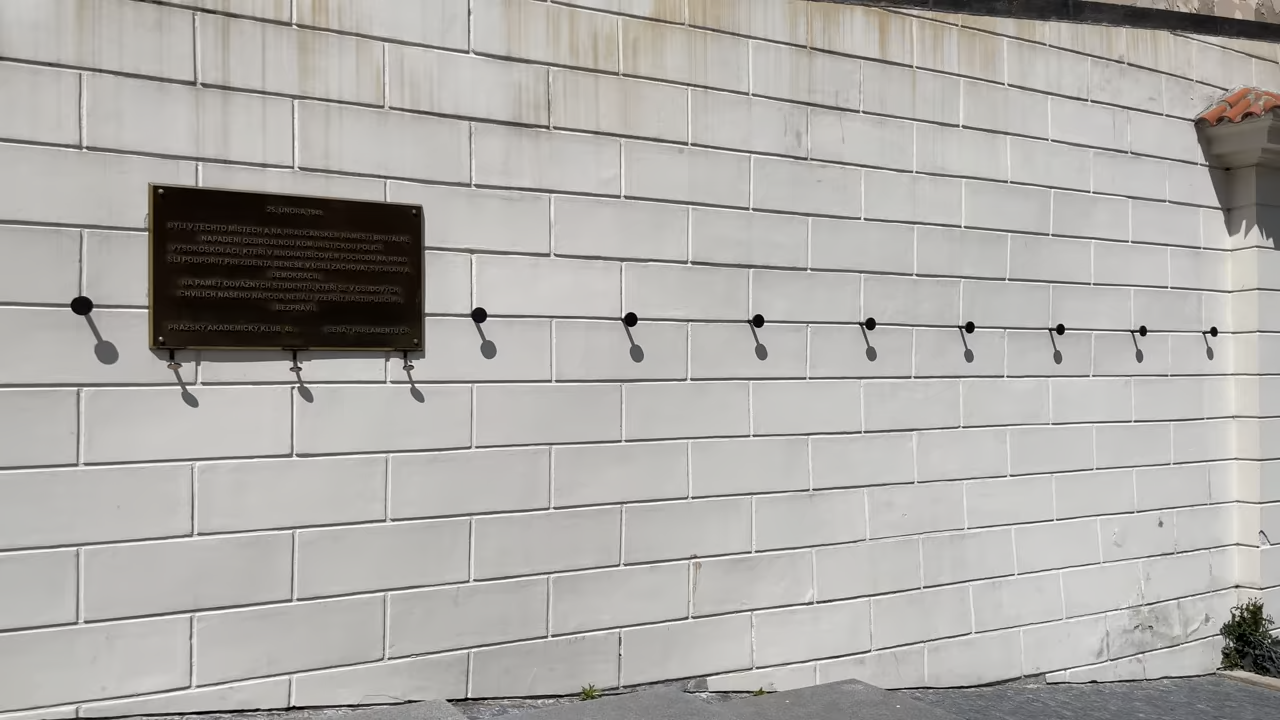 25. ÚNORA 1948
BYLI V TĚCHTO MÍSTECH A NA HRADČANSKÉM NÁMĚSTÍ BRUTÁLNĚ
NAPADENI OZBROJENOU KOMUNISTICKOU POLICIÍ
VYSOKOŠKOLÁCI, KTEŘÍ V MNOHATISÍCOVÉM POCHODU NA HRAD
ŠLI PODPOŘIT PREZIDENTA BENEŠE V ÚSILÍ ZACHOVAT SVOBODU A
DEMOKRACII.
NA PAMĚŤ ODVÁŽNÝCH STUDENTŮ, KTEŘÍ SE V OSUDOVÝCH
CHVÍLÍCH NAŠEHO NÁRODA NEBÁLI VZEPŘÍT NASTUPUJÍCÍMU
BEZPRÁVÍ.
PRAŽSKÝ AKADEMICKÝ KLUB 48 SENÁT PARLAMENTU ČR